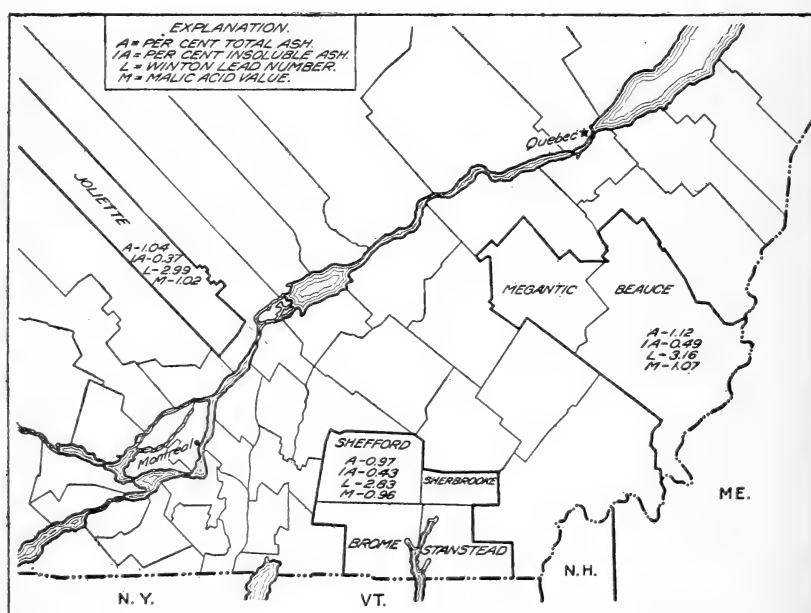 EXPLANATION.
A = PER CENT TOTAL ASH.
IA = PER CENT INSOLUBLE ASH.
L = WINTON LEAD NUMBER.
M = MALIC ACID VALUE.
Quebec
JOLIETTE
A-1.04
IA-0.37
L-2.99
M-1.02
MEGANTIC
BEAUCE
A-1.12
IA-0.49
L-3.16
M-1.07
Montreal
SHEFFORD
A-0.97
IA-0.43
L-2.83
M-0.96
SHERBROOKE
ME.
BROME
STANSTEAD
N.H.
N.Y.
VT.